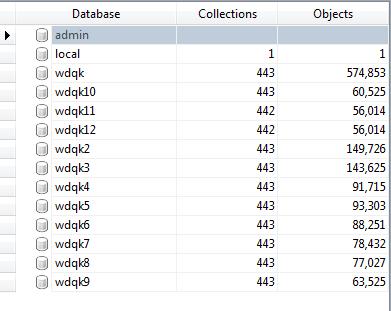 Database Collections Objects
admin
local 1 1
wdqk 443 574,853
wdqk10 443 60,525
wdqk11 442 56,014
wdqk12 442 56,014
wdqk2 443 149,726
wdqk3 443 143,625
wdqk4 443 91,715
wdqk5 443 93,303
wdqk6 443 88,251
wdqk7 443 78,432
wdqk8 443 77,027
wdqk9 443 63,525